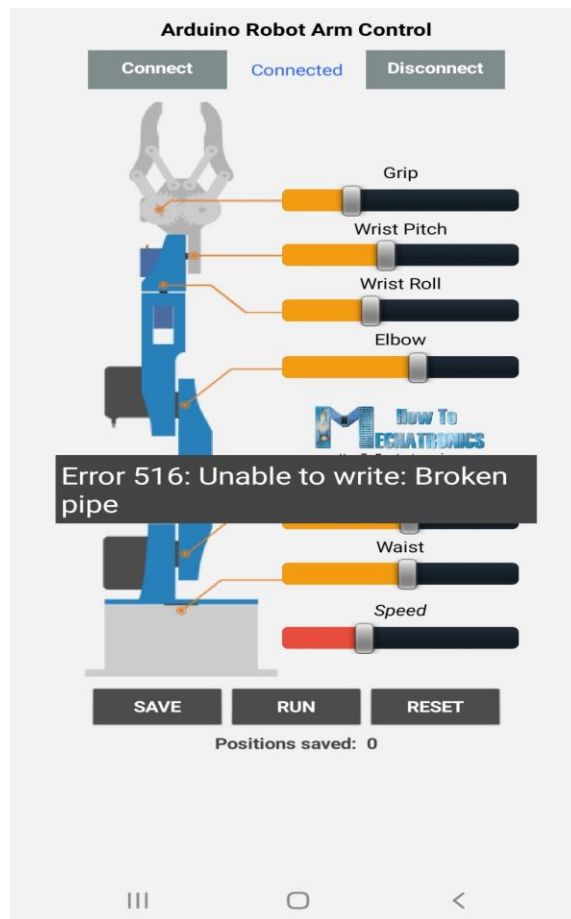 Arduino Robot Arm Control
Connect
Connected
Disconnect
Grip
Wrist Pitch
Wrist Roll
Elbow
How To
MECHATRONICS
Error 516: Unable to write: Broken
pipe
Waist
Speed
SAVE
RUN
RESET
Positions saved: 0